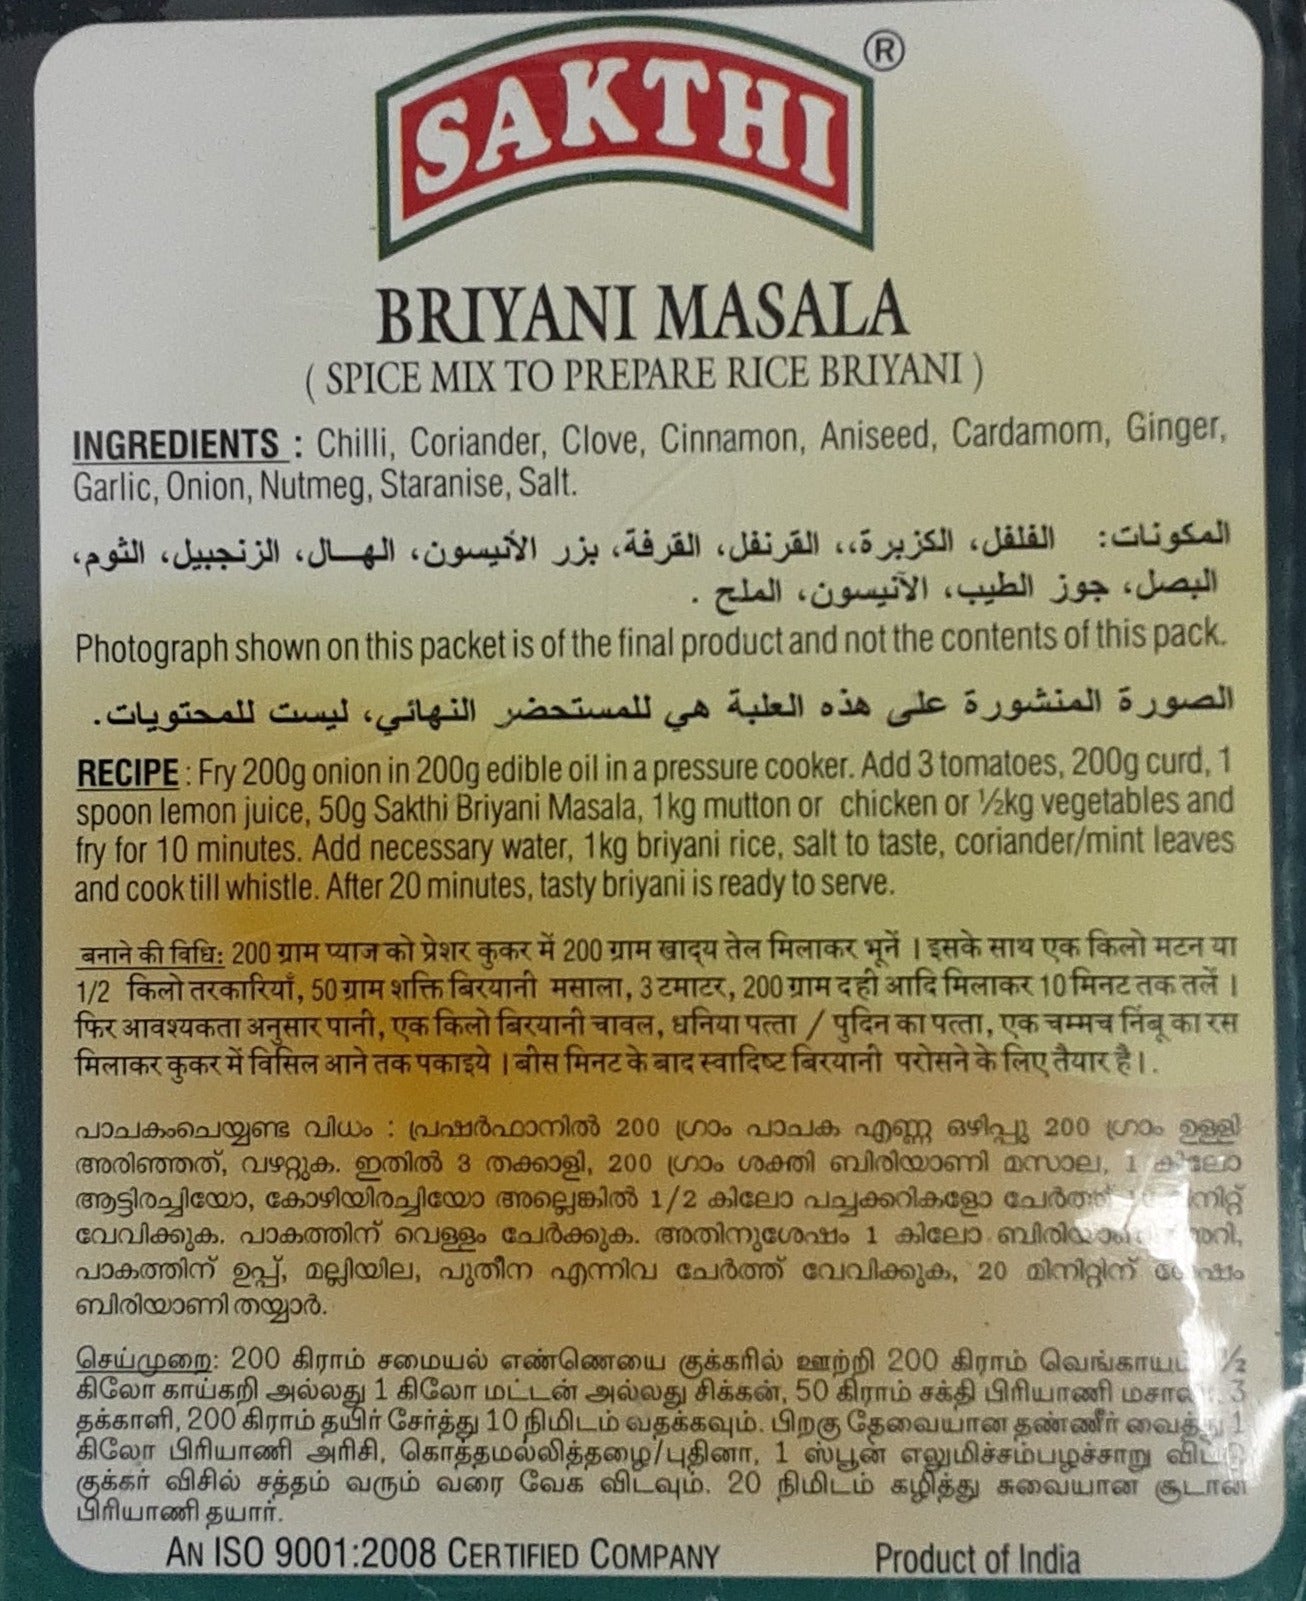 SAKTHI ®
BRIYANI MASALA
( SPICE MIX TO PREPARE RICE BRIYANI )
INGREDIENTS : Chilli, Coriander, Clove, Cinnamon, Aniseed, Cardamom, Ginger,
Garlic, Onion, Nutmeg, Staranise, Salt.
المكونات: الفلفل، الكزبرة،، القرنفل، القرفة، بزر الأنيسون، الهــال، الزنجبيل، الثوم،
البصل، جوز الطيب، الآنيسون، الملح .
Photograph shown on this packet is of the final product and not the contents of this pack.
الصورة المنشورة على هذه العلبة هي للمستحضر النهائي، ليست للمحتويات.
RECIPE : Fry 200g onion in 200g edible oil in a pressure cooker. Add 3 tomatoes, 200g curd, 1
spoon lemon juice, 50g Sakthi Briyani Masala, 1kg mutton or chicken or ½kg vegetables and
fry for 10 minutes. Add necessary water, 1kg briyani rice, salt to taste, coriander/mint leaves
and cook till whistle. After 20 minutes, tasty briyani is ready to serve.
बनाने की विधि: 200 ग्राम प्याज को प्रेशर कुकर में 200 ग्राम खाद्य तेल मिलाकर भूनें । इसके साथ एक किलो मटन या
1/2 किलो तरकारियाँ, 50 ग्राम शक्ति बिरयानी मसाला, 3 टमाटर, 200 ग्राम दही आदि मिलाकर 10 मिनट तक तलें ।
फिर आवश्यकता अनुसार पानी, एक किलो बिरयानी चावल, धनिया पत्ता / पुदिन का पत्ता, एक चम्मच निंबू का रस
मिलाकर कुकर में विसिल आने तक पकाइये । बीस मिनट के बाद स्वादिष्ट बिरयानी परोसने के लिए तैयार है ।.
പാചകംചെയ്യണ്ട വിധം : പ്രഷർഫാനിൽ 200 ഗ്രാം പാചക എണ്ണ ഒഴിപ്പൂ 200 ഗ്രാം ഉള്ളി
അരിഞ്ഞത്, വഴറ്റുക. ഇതിൽ 3 തക്കാളി, 200 ഗ്രാം ശക്തി ബിരിയാണി മസാല, 1 കിലോ
ആട്ടിരച്ചിയോ, കോഴിയിരച്ചിയോ അല്ലെങ്കിൽ 1/2 കിലോ പച്ചക്കറികളോ ചേർത്ത്
വേവിക്കുക. പാകത്തിന് വെള്ളം ചേർക്കുക. അതിനുശേഷം 1 കിലോ
പാകത്തിന് ഉപ്പ്, മല്ലിയില, പുതീന എന്നിവ ചേർത്ത് വേവിക്കുക, 20 മിനിറ്റിന് ശേഷം
ബിരിയാണി തയ്യാർ.
செய்முறை: 200 கிராம் சமையல் எண்ணெயை குக்கரில் ஊற்றி 200 கிராம் ½
கிலோ காய்கறி அல்லது 1 கிலோ மட்டன் அல்லது சிக்கன், 50 கிராம் சக்தி பிரியாணி 3
தக்காளி, 200 கிராம் தயிர் சேர்த்து 10 நிமிடம் வதக்கவும். பிறகு தேவையான தண்ணீர் வைத்து 1
கிலோ பிரியாணி அரிசி, கொத்தமல்லித்தழை/புதினா, 1 ஸ்பூன் எலுமிச்சம்பழச்சாறு
குக்கர் விசில் சத்தம் வரும் வரை வேக விடவும். 20 நிமிடம் கழித்து சுவையான சூடான
பிரியாணி தயார்.
AN ISO 9001:2008 CERTIFIED COMPANY
Product of India